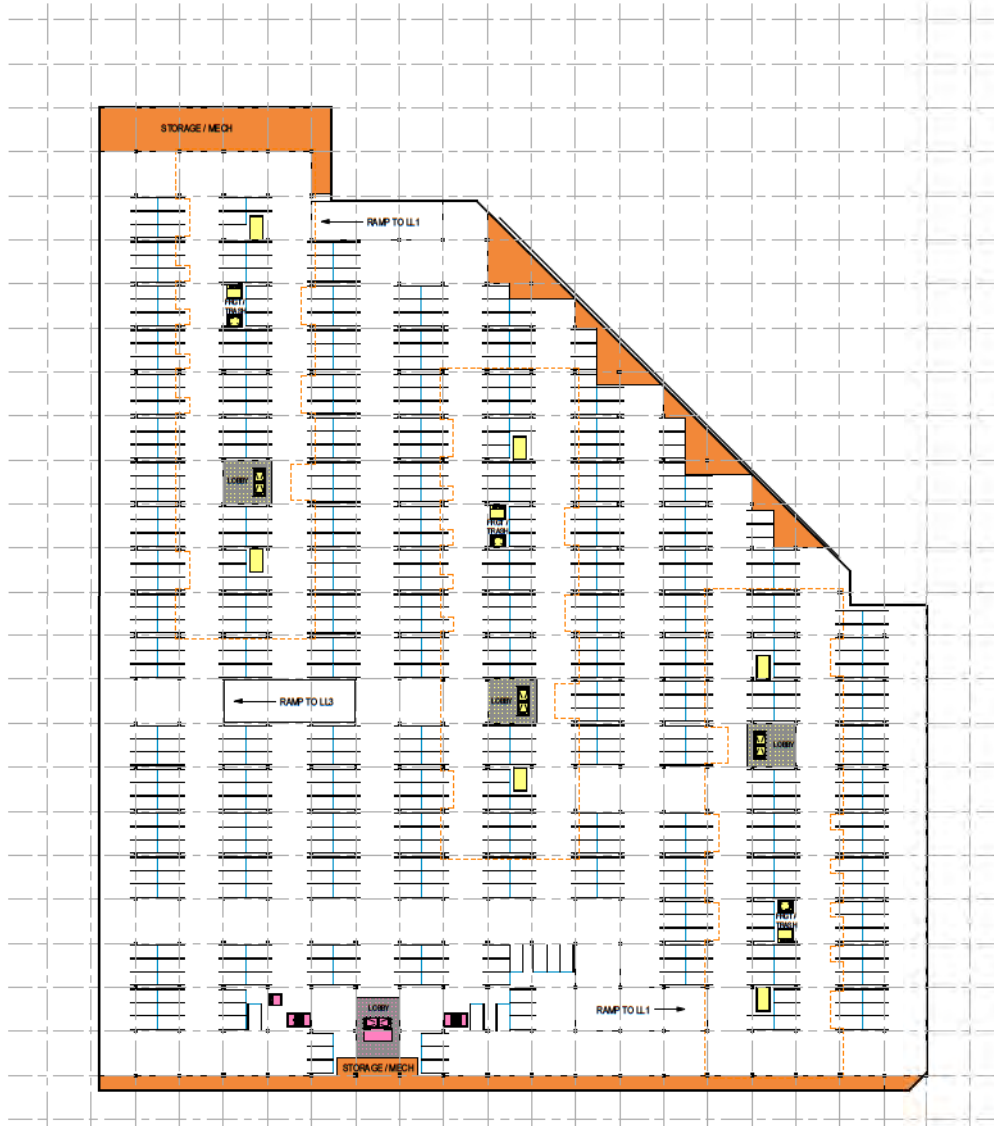 STORAGE / MECH
RAMP TO LL1
FRGT /
TRASH
LOBBY
FRGT /
TRASH
RAMP TO LL3
LOBBY
LOBBY
FRGT /
TRASH
LOBBY
RAMP TO LL1
STORAGE / MECH